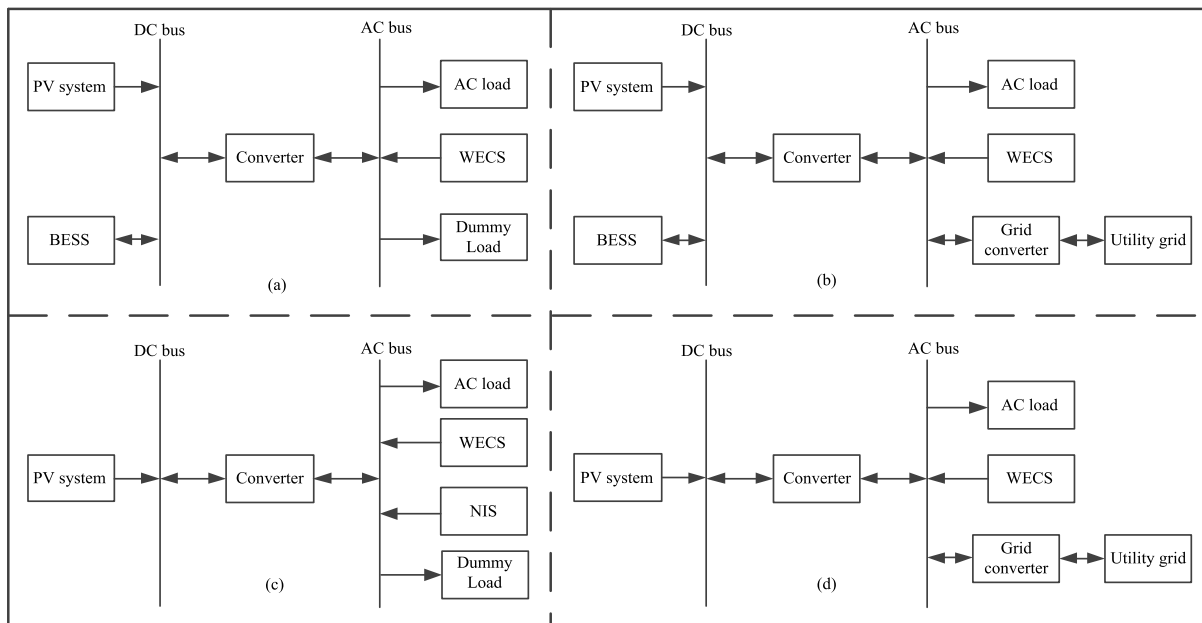 DC bus
AC bus
PV system
AC load
Converter
WECS
BESS
Dummy
Load
(a)
DC bus
AC bus
PV system
AC load
Converter
WECS
BESS
Grid
converter
Utility grid
(b)
DC bus
AC bus
AC load
WECS
PV system
Converter
NIS
Dummy
Load
(c)
DC bus
AC bus
AC load
PV system
Converter
WECS
Grid
converter
Utility grid
(d)